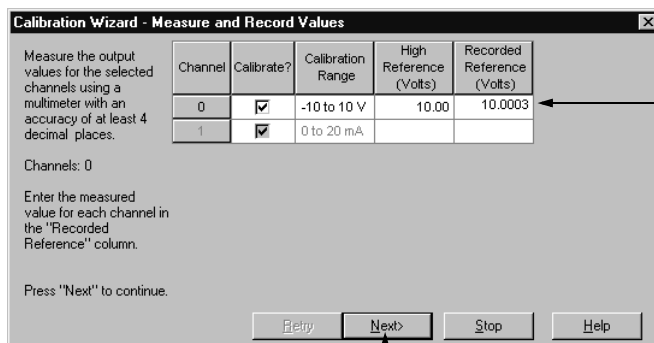 Calibration Wizard - Measure and Record Values
Measure the output
values for the selected
channels using a
multimeter with an
accuracy of at least 4
decimal places.
Channels: 0
Enter the measured
value for each channel in
the "Recorded
Reference" column.
Press "Next" to continue.
Channel Calibrate? Calibration Range High Reference (Volts) Recorded Reference (Volts)
0 -10 to 10 V 10.00 10.0003
1 0 to 20 mA
Retry Next> Stop Help